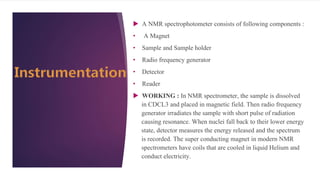 Instrumentation
▶ A NMR spectrophotometer consists of following components :
• A Magnet
• Sample and Sample holder
• Radio frequency generator
• Detector
• Reader
▶ WORKING : In NMR spectrometer, the sample is dissolved
in CDCL3 and placed in magnetic field. Then radio frequency
generator irradiates the sample with short pulse of radiation
causing resonance. When nuclei fall back to their lower energy
state, detector measures the energy released and the spectrum
is recorded. The super conducting magnet in modern NMR
spectrometers have coils that are cooled in liquid Helium and
conduct electricity.